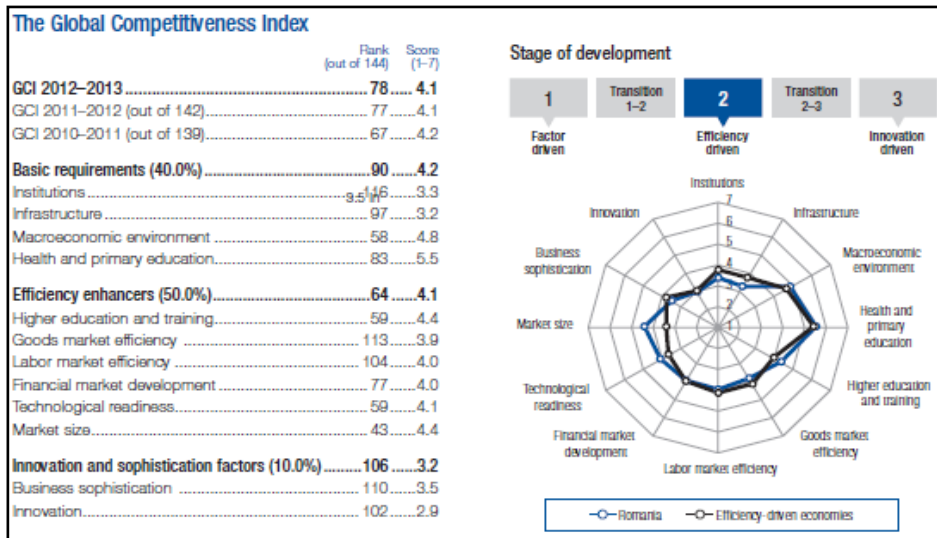 The Global Competitiveness Index
Rank Score
(out of 144) (1–7)
GCI 2012–2013 78 4.1
GCI 2011–2012 (out of 142) 77 4.1
GCI 2010–2011 (out of 139) 67 4.2
Basic requirements (40.0%) 90 4.2
Institutions 116 3.3
3.5 in
Infrastructure 97 3.2
Macroeconomic environment 58 4.8
Health and primary education 83 5.5
Efficiency enhancers (50.0%) 64 4.1
Higher education and training 59 4.4
Goods market efficiency 113 3.9
Labor market efficiency 104 4.0
Financial market development 77 4.0
Technological readiness 59 4.1
Market size 43 4.4
Innovation and sophistication factors (10.0%) 106 3.2
Business sophistication 110 3.5
Innovation 102 2.9
Stage of development
1
Transition
1–2
2
Transition
2–3
3
Factor
driven
Efficiency
driven
Innovation
driven
Institutions
Infrastructure
Macroeconomic
environment
Health and
primary
education
Higher education
and training
Goods market
efficiency
Labor market efficiency
Financial market
development
Technological
readiness
Market size
Business
sophistication
Innovation
7
6
5
4
3
2
1
Romania
Efficiency-driven economies